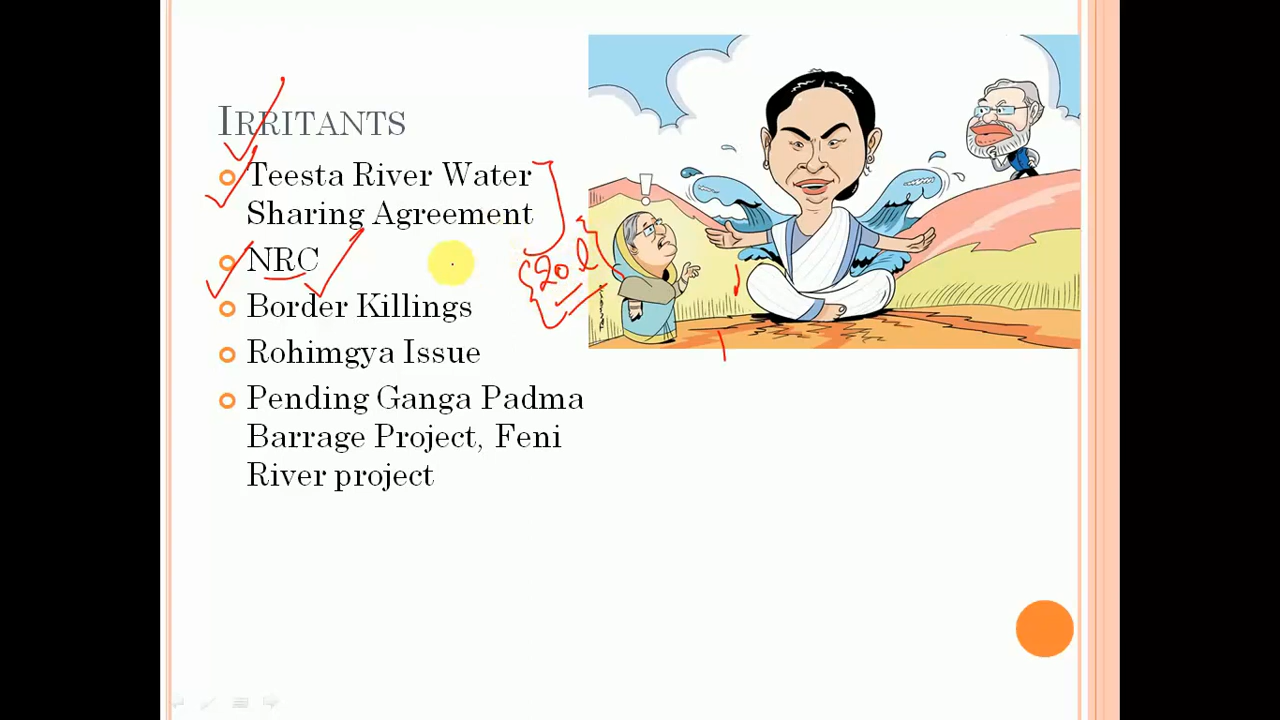 IRRITANTS
Teesta River Water
Sharing Agreement
NRC
20 l
Border Killings
Rohimgya Issue
Pending Ganga Padma
Barrage Project, Feni
River project